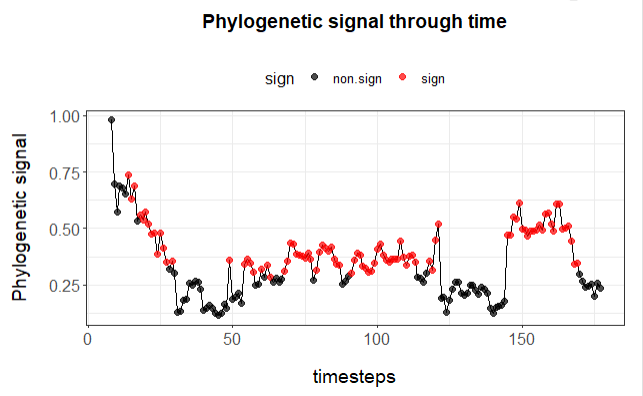 Phylogenetic signal through time
sign non.sign sign
Phylogenetic signal
1.00
0.75
0.50
0.25
0 50 100 150
timesteps